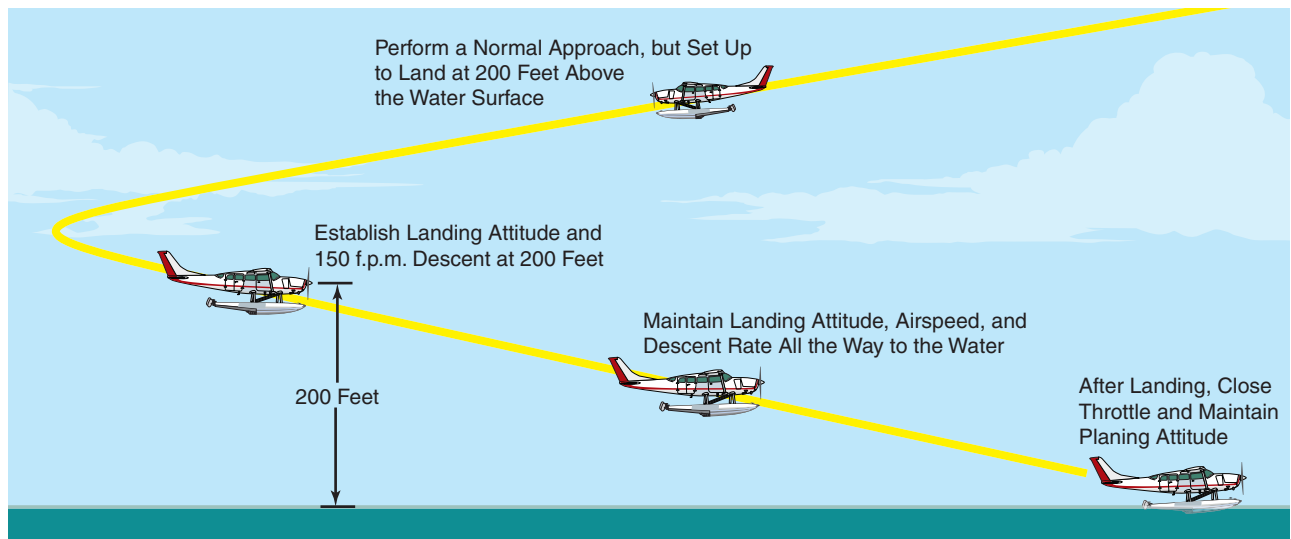 Perform a Normal Approach, but Set Up
to Land at 200 Feet Above
the Water Surface
Establish Landing Attitude and
150 f.p.m. Descent at 200 Feet
Maintain Landing Attitude, Airspeed, and
Descent Rate All the Way to the Water
200 Feet
After Landing, Close
Throttle and Maintain
Planing Attitude